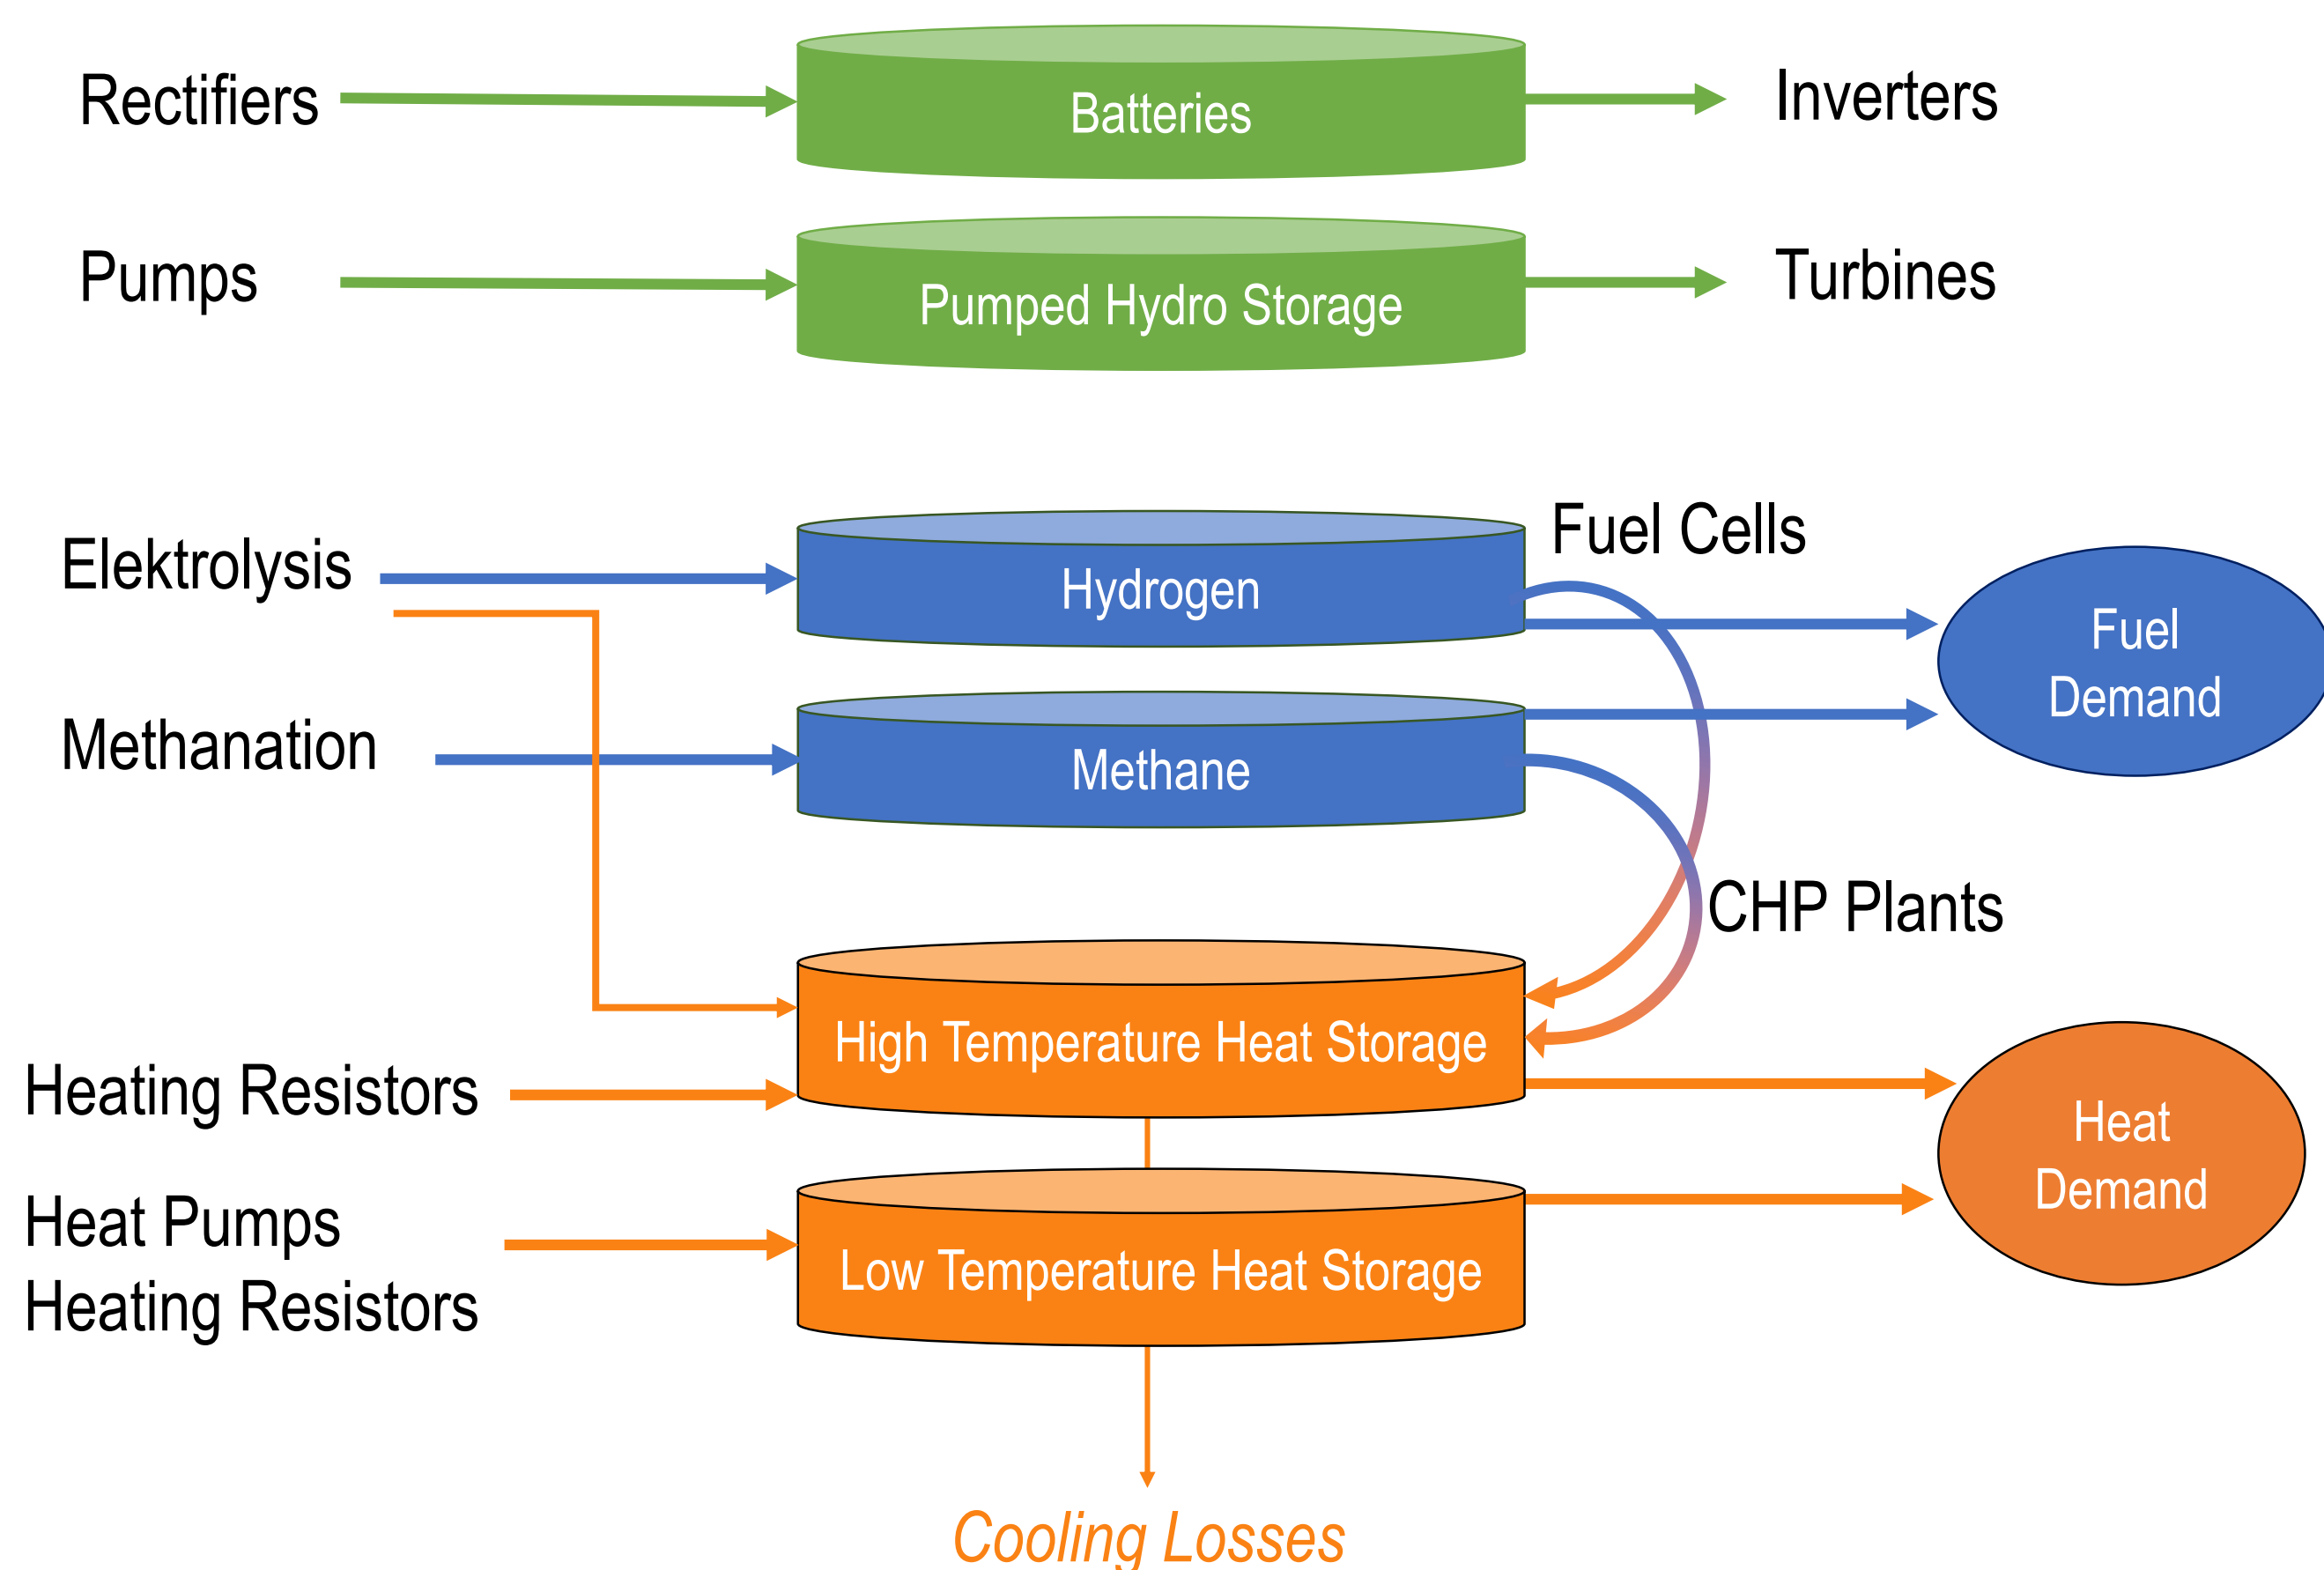 Rectifiers
Batteries
Inverters
Pumps
Pumped Hydro Storage
Turbines
Elektrolysis
Hydrogen
Fuel Cells
Fuel
Demand
Methanation
Methane
CHP Plants
High Temperature Heat Storage
Heating Resistors
Heat
Demand
Heat Pumps
Heating Resistors
Low Temperature Heat Storage
Cooling Losses